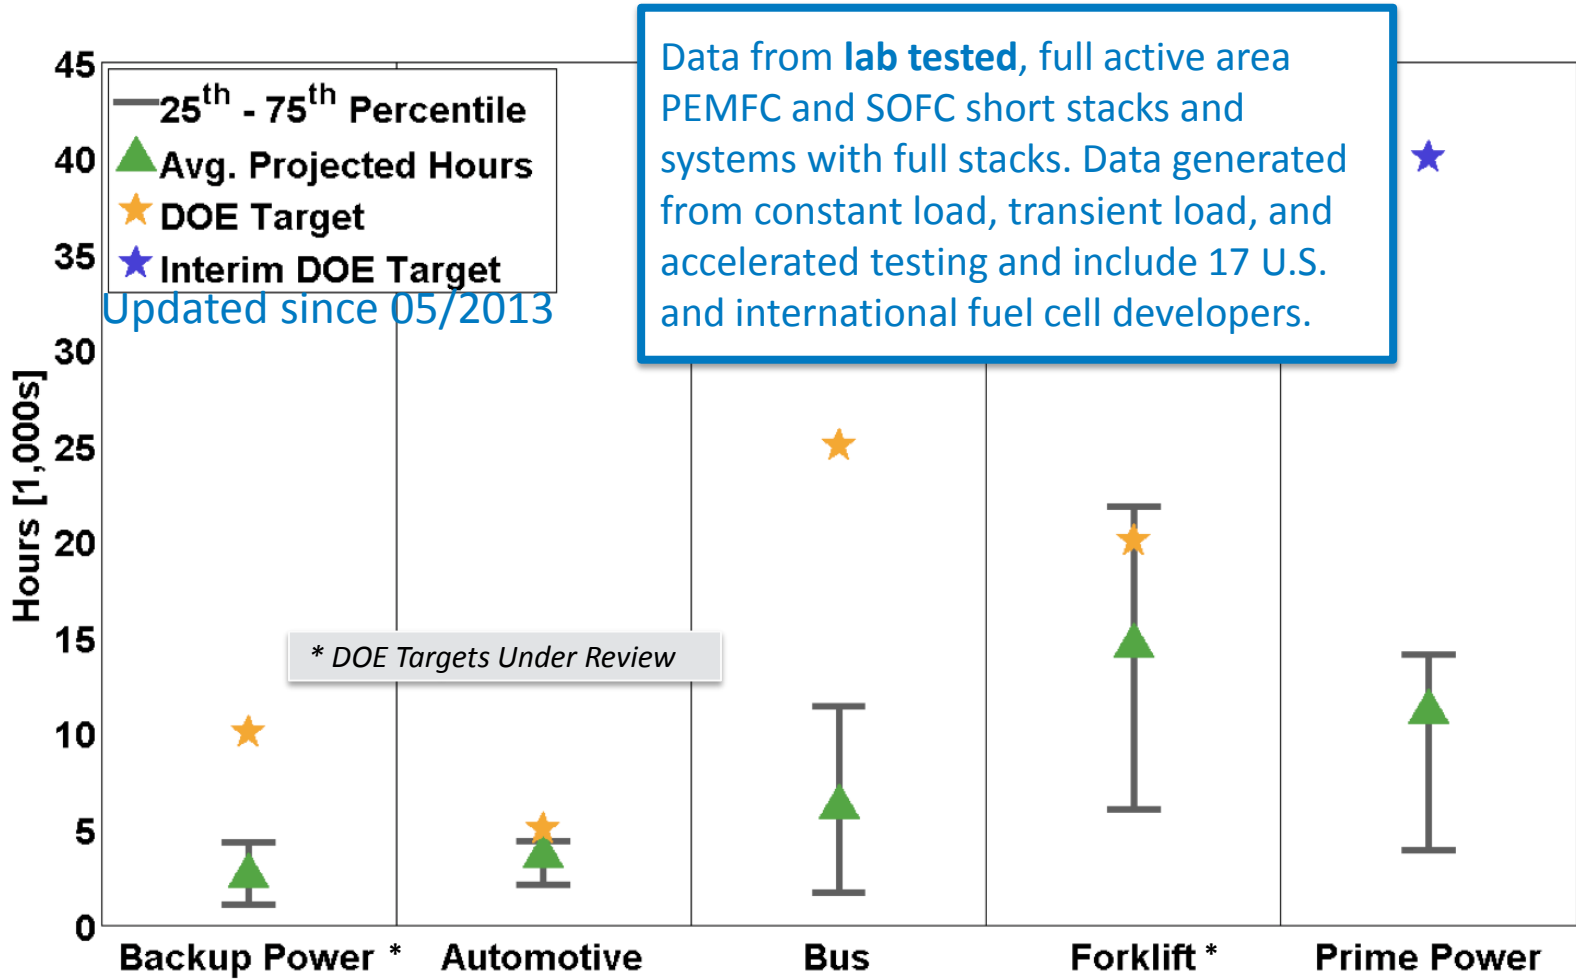 Data from lab tested, full active area
PEMFC and SOFC short stacks and
systems with full stacks. Data generated
from constant load, transient load, and
accelerated testing and include 17 U.S.
and international fuel cell developers.
25th - 75th Percentile
Avg. Projected Hours
DOE Target
Interim DOE Target
Updated since 05/2013
Hours [1,000s]
45
40
35
30
25
20
15
10
5
0
* DOE Targets Under Review
Backup Power * Automotive Bus Forklift * Prime Power